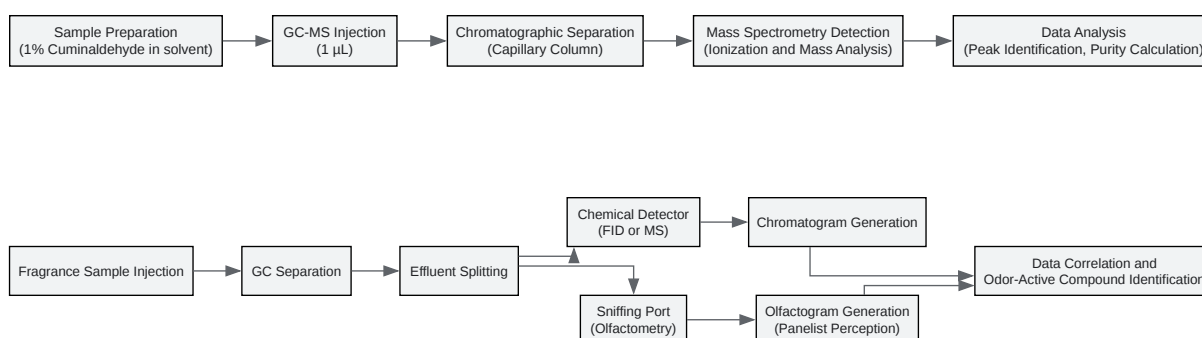 Sample Preparation
(1% Cuminaldehyde in solvent)
GC-MS Injection
(1 µL)
Chromatographic Separation
(Capillary Column)
Mass Spectrometry Detection
(Ionization and Mass Analysis)
Data Analysis
(Peak Identification, Purity Calculation)
Fragrance Sample Injection
GC Separation
Effluent Splitting
Chemical Detector
(FID or MS)
Chromatogram Generation
Sniffing Port
(Olfactometry)
Olfactogram Generation
(Panelist Perception)
Data Correlation and
Odor-Active Compound Identification